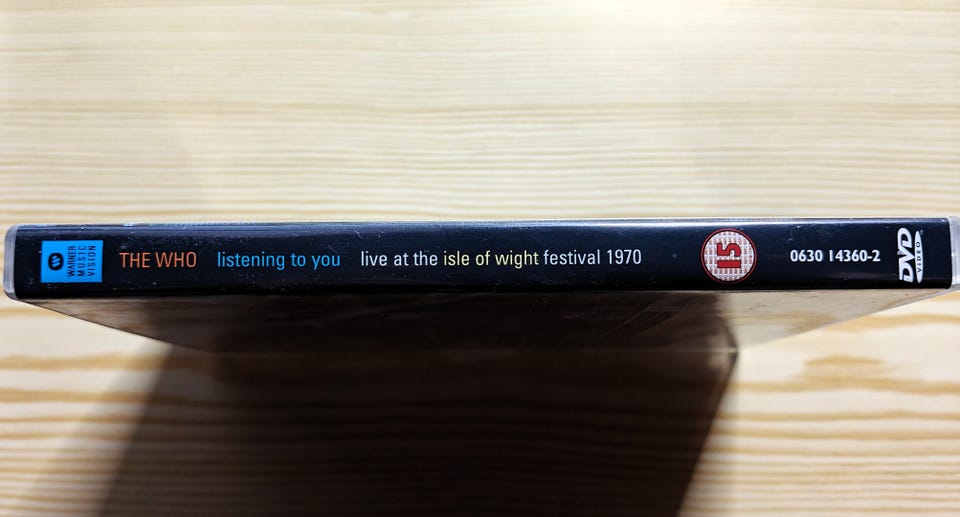 WARNER
MUSIC
VISION
THE WHO listening to you live at the isle of wight festival 1970
15
0630 14360-2
DVD
VIDEO